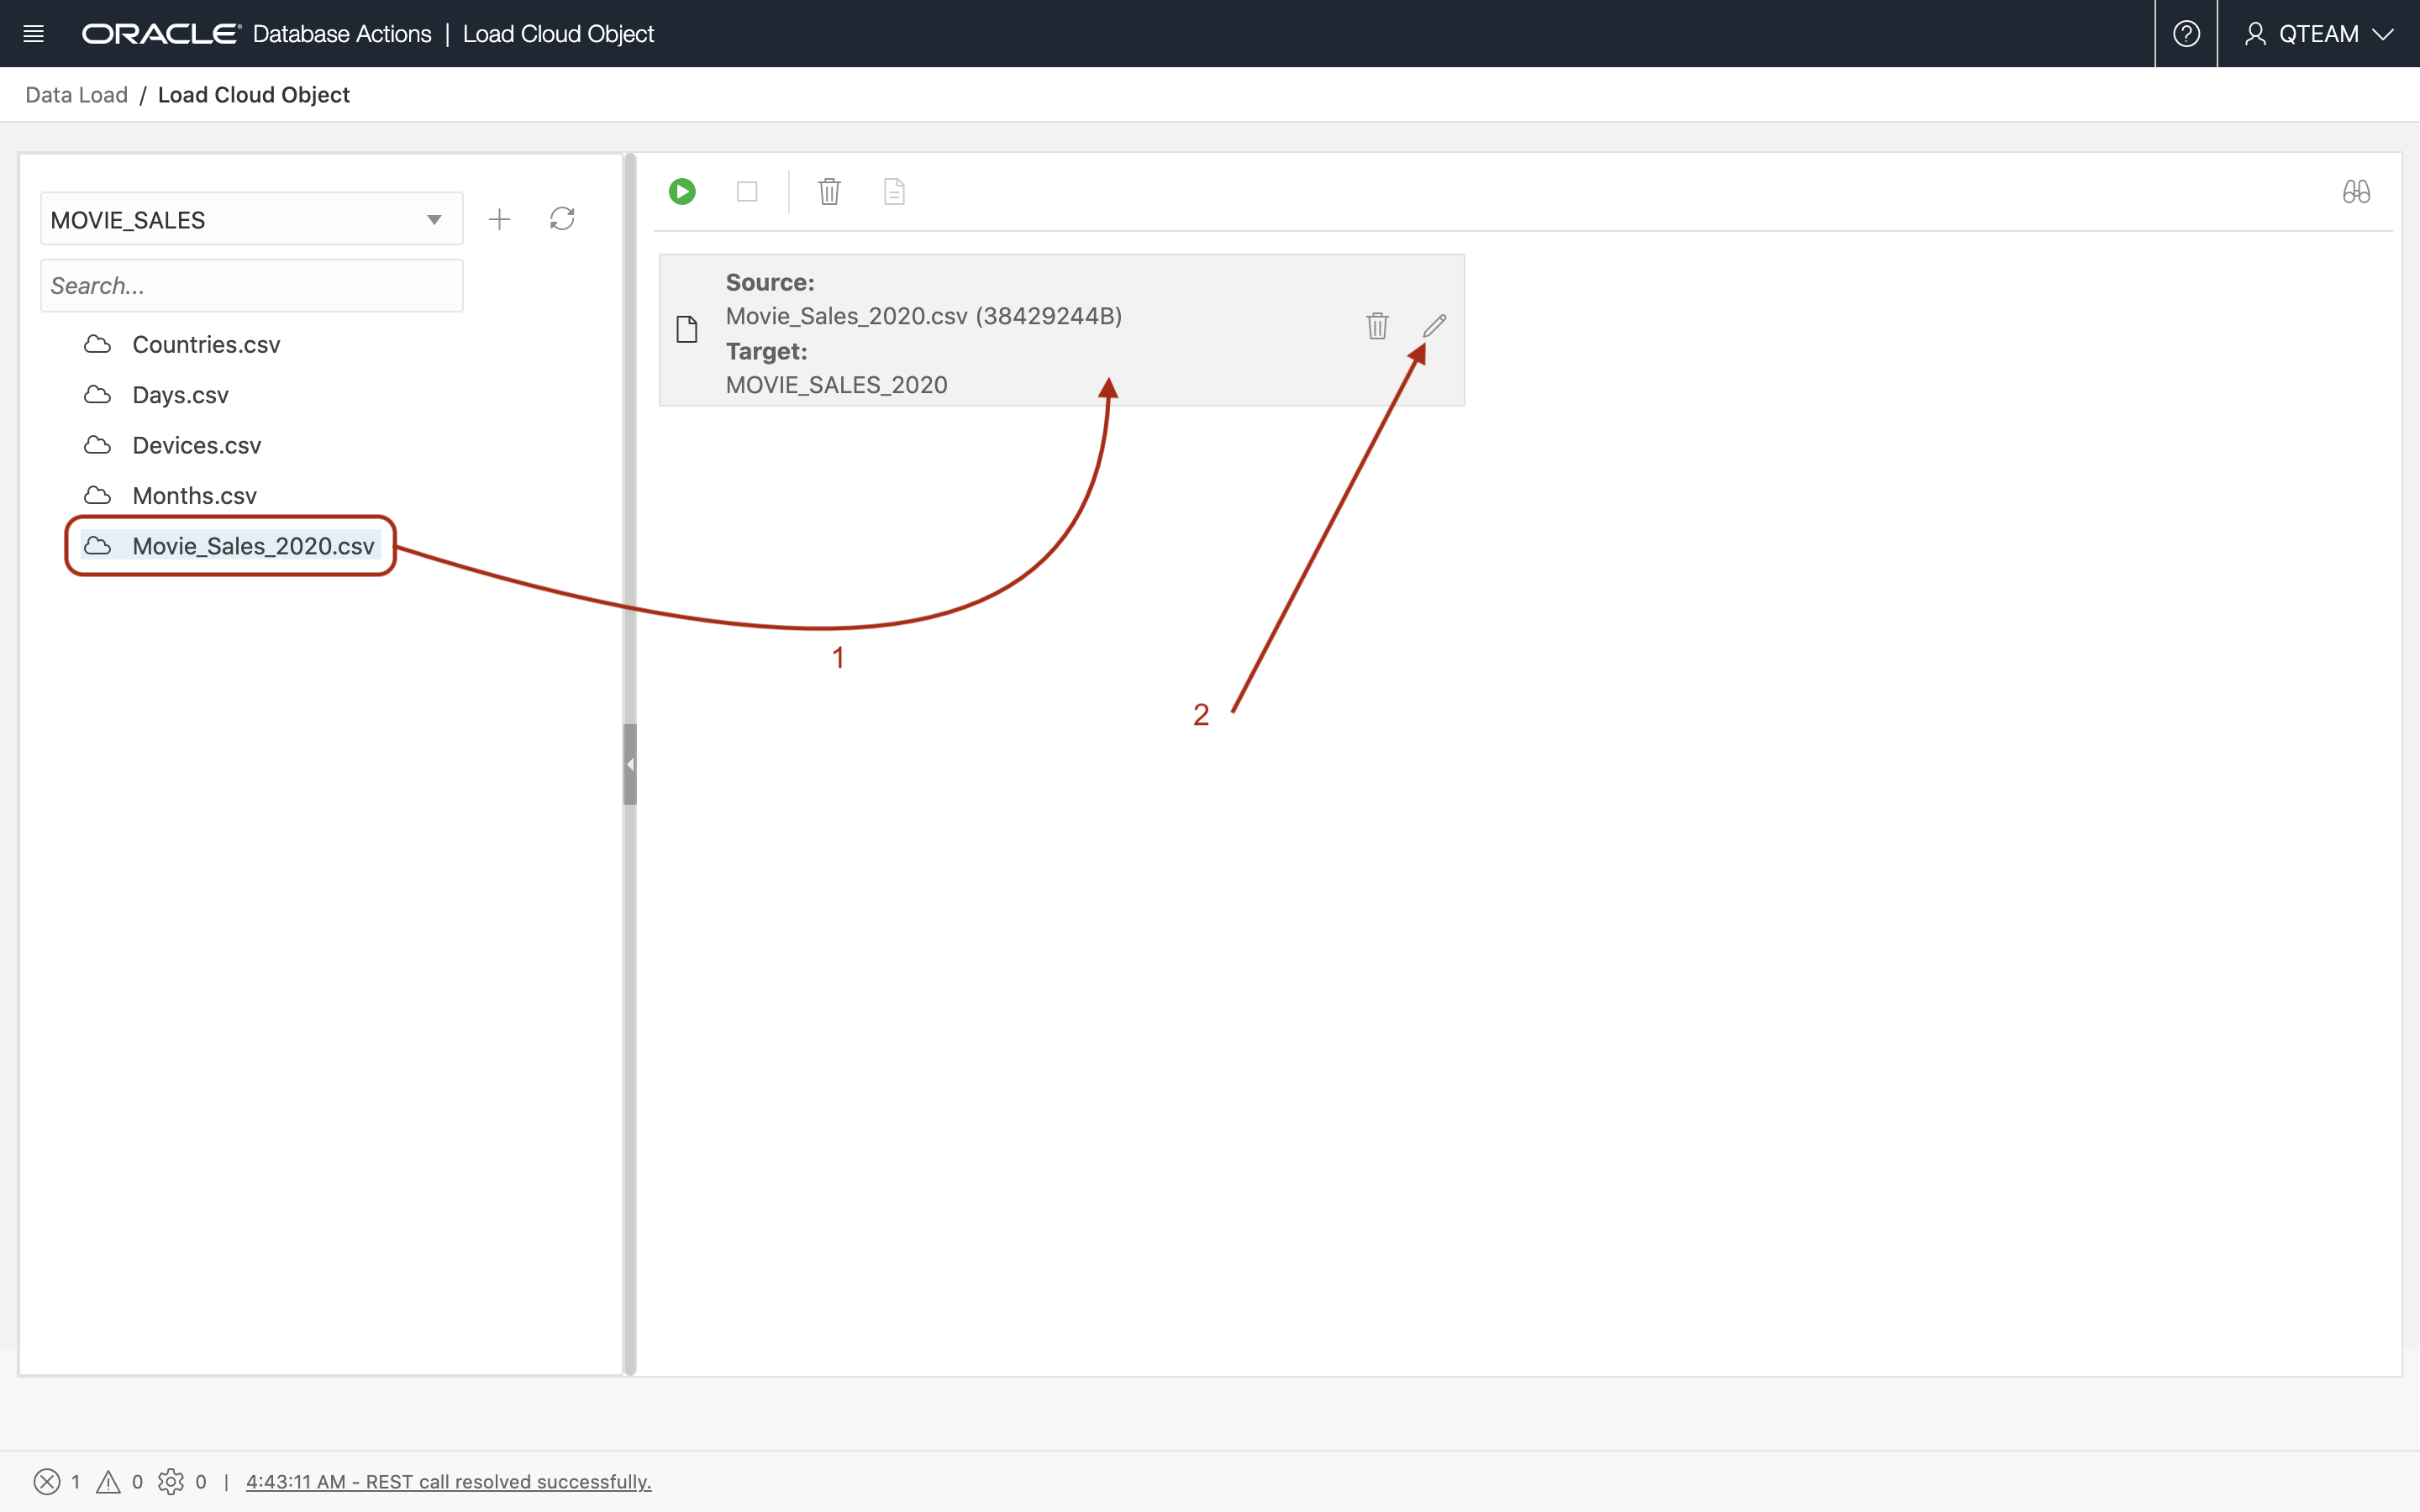 ORACLE Database Actions | Load Cloud Object
QTEAM
Data Load / Load Cloud Object
MOVIE_SALES
Search...
Countries.csv
Days.csv
Devices.csv
Months.csv
Movie_Sales_2020.csv
Source:
Movie_Sales_2020.csv (38429244B)
Target:
MOVIE_SALES_2020
1
2
1 0 0 | 4:43:11 AM - REST call resolved successfully.